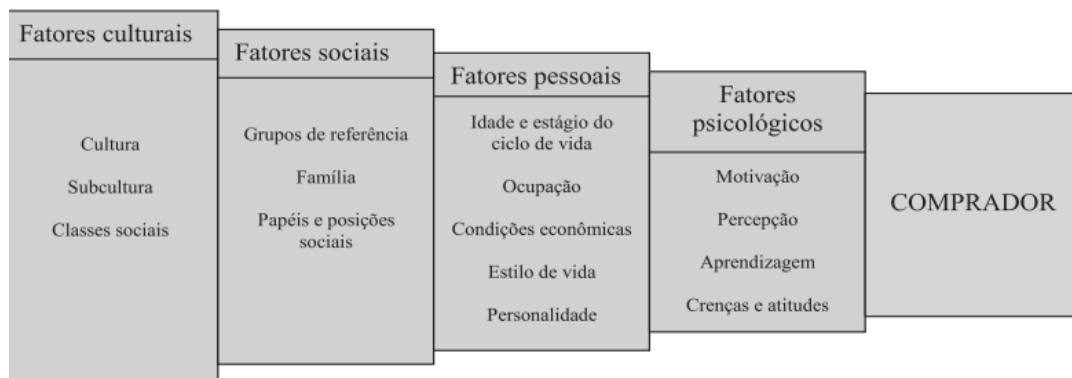 Fatores culturais
Cultura
Subcultura
Classes sociais
Fatores sociais
Grupos de referência
Família
Papéis e posições
sociais
Fatores pessoais
Idade e estágio do
ciclo de vida
Ocupação
Condições econômicas
Estilo de vida
Personalidade
Fatores
psicológicos
Motivação
Percepção
Aprendizagem
Crenças e atitudes
COMPRADOR